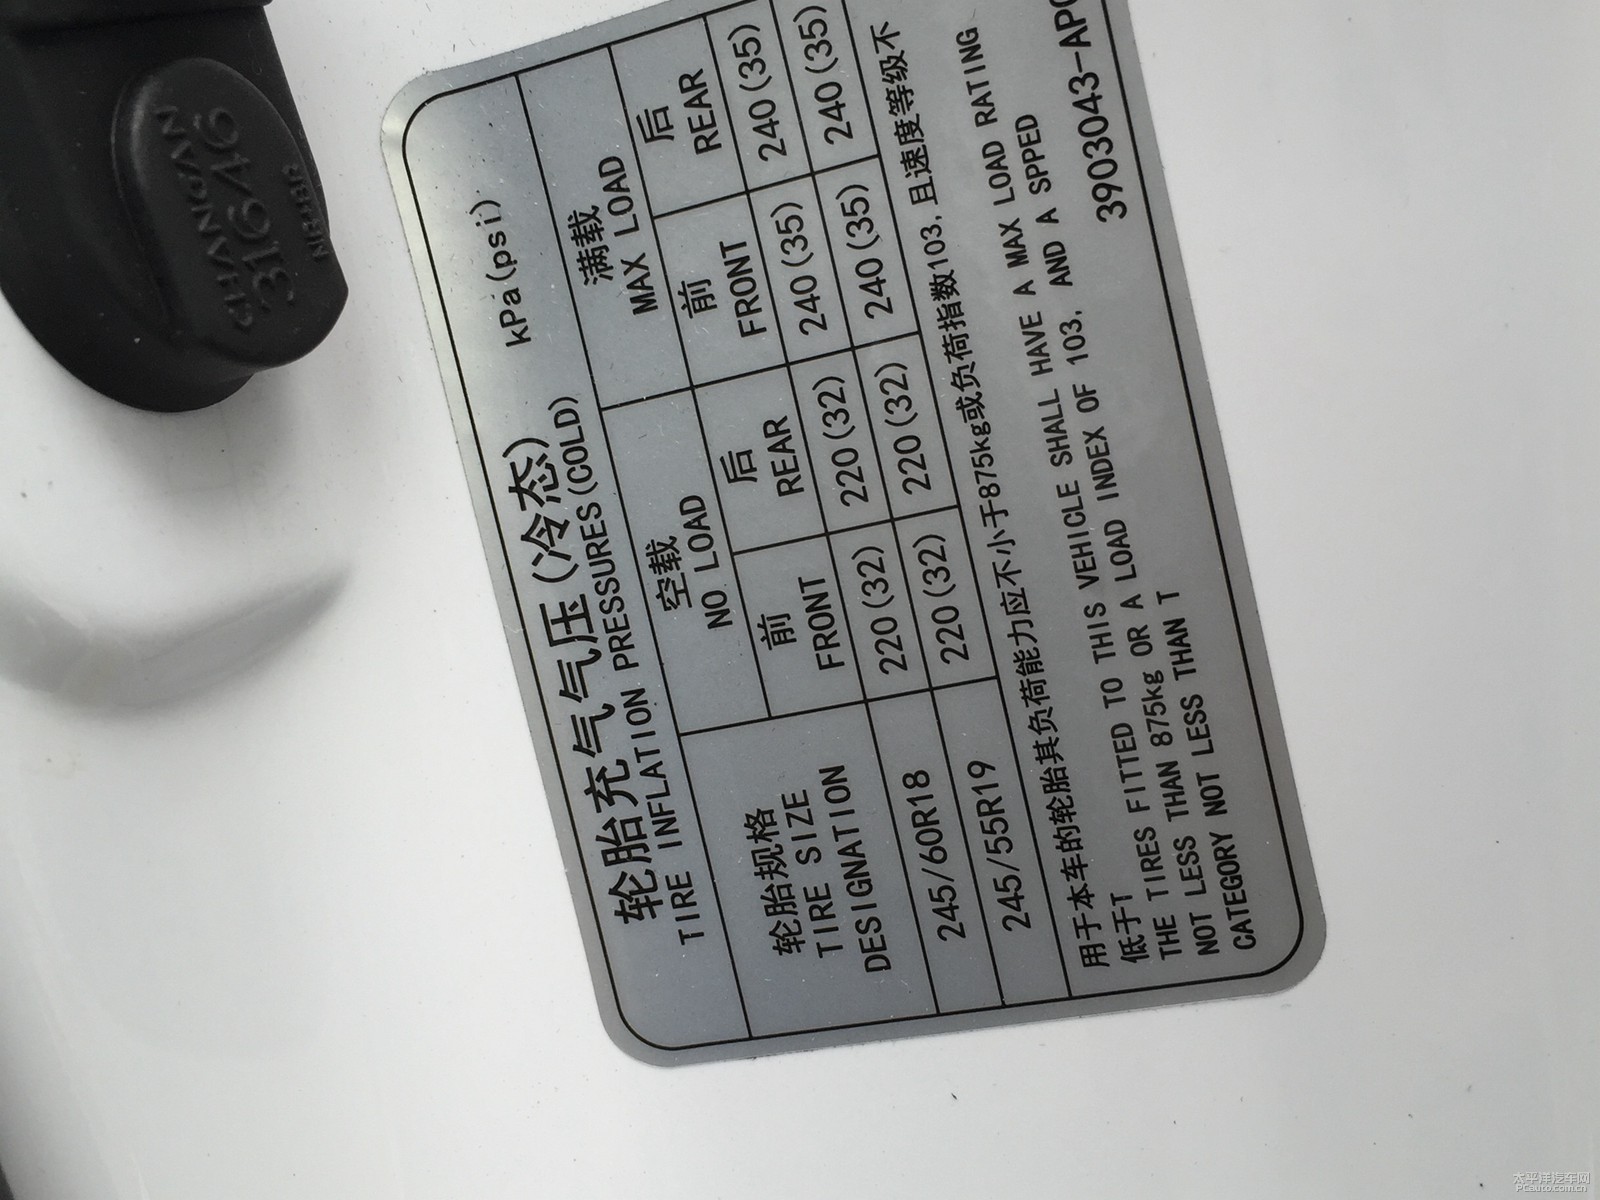 CHANGAN
31646
轮胎充气气压(冷态)
TIRE INFLATION PRESSURES(COLD) kPa(psi)
轮胎规格
TIRE SIZE
DESIGNATION
空载
NO LOAD
满载
MAX LOAD
前
FRONT
后
REAR
前
FRONT
后
REAR
245/60R18 220(32) 220(32) 240(35) 240(35)
245/55R19 220(32) 220(32) 240(35) 240(35)
用于本车的轮胎其负荷能力应不小于875kg或负荷指数103,且速度等级不
低于T
THE TIRES FITTED TO THIS VEHICLE SHALL HAVE A MAX LOAD RATING
NOT LESS THAN 875kg OR A LOAD INDEX OF 103, AND A SPPED
CATEGORY NOT LESS THAN T
3903043-AP0
太平洋汽车网
PCauto.com.cn